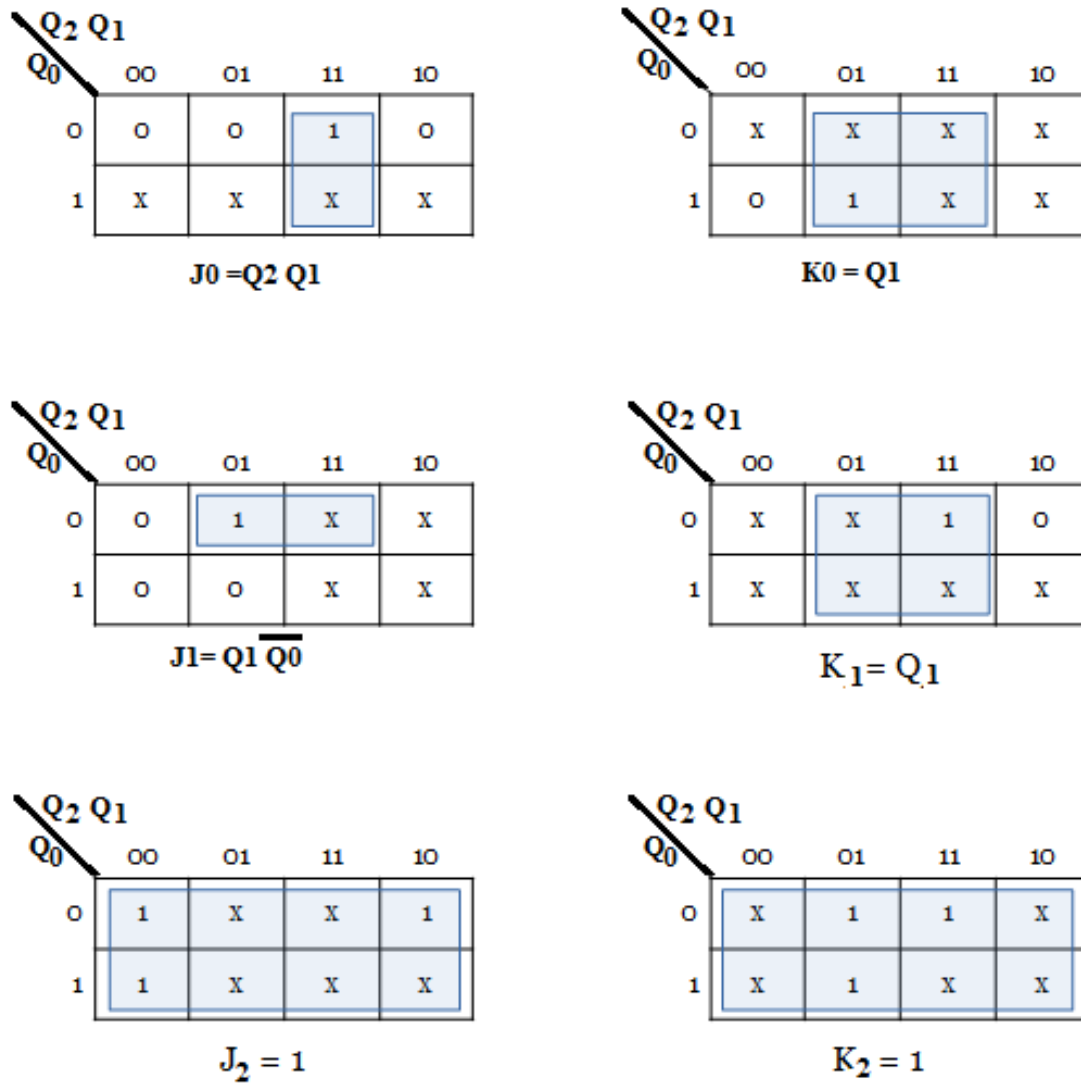 Q2 Q1
Q0 00 01 11 10
0 0 0 1 0
1 X X X X
J0 =Q2 Q1
Q2 Q1
Q0 00 01 11 10
0 X X X X
1 0 1 X X
K0 = Q1
Q2 Q1
Q0 00 01 11 10
0 0 1 X X
1 0 0 X X
J1= Q1 Q̅0̅
Q2 Q1
Q0 00 01 11 10
0 X X 1 0
1 X X X X
K1= Q1
Q2 Q1
Q0 00 01 11 10
0 1 X X 1
1 1 X X X
J2 = 1
Q2 Q1
Q0 00 01 11 10
0 X 1 1 X
1 X 1 X X
K2 = 1